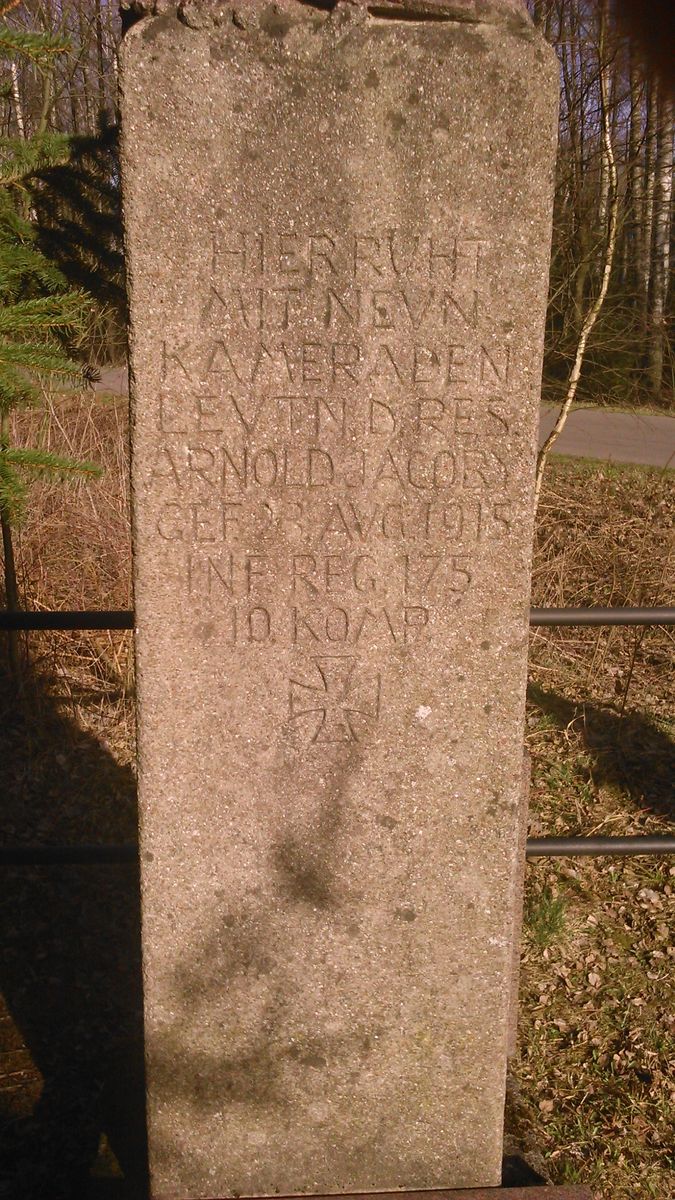 HIER RVHT
MIT NEVN
KAMERADEN
LEVTN. D. RES.
ARNOLD JACOBY
GEF. 28. AVG. 1915
INF. REG. 175
10. KOMP.